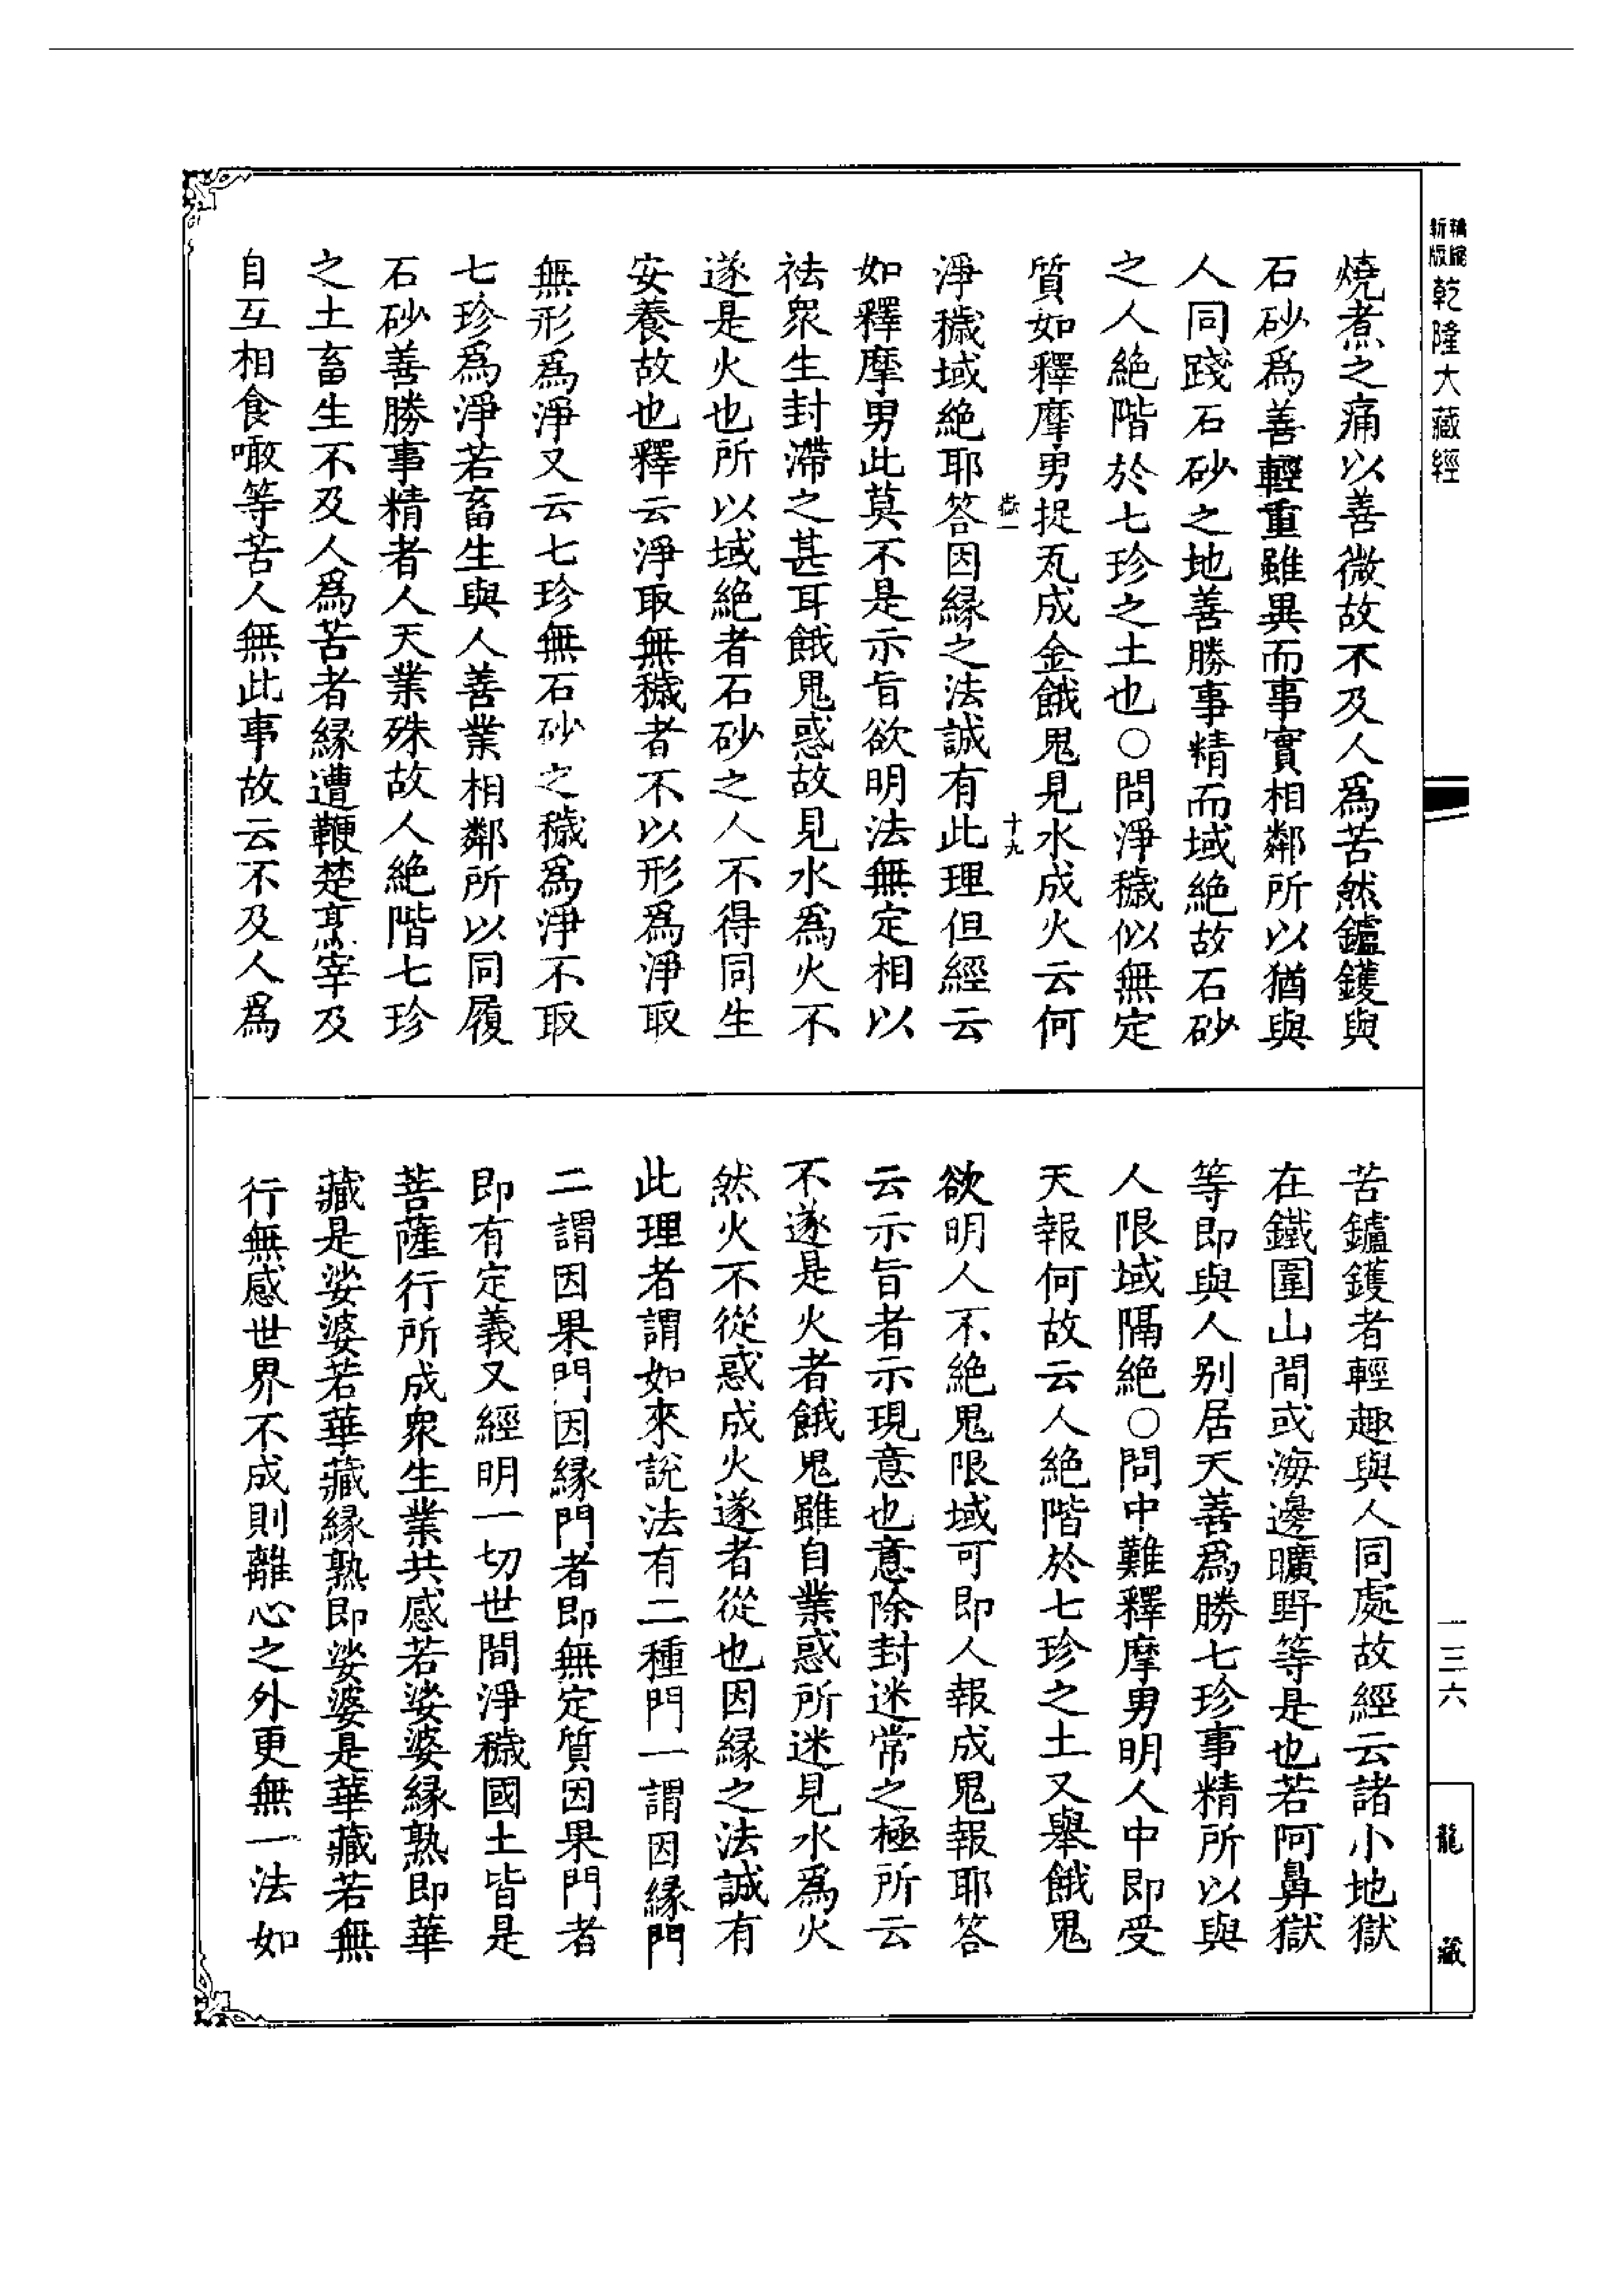 新編縮版乾隆大藏經
燒煮之痛以善微故不及人爲苦然鑪鑊與
石砂爲善輕重雖異而事實相鄰所以猶與
人同踐石砂之地善勝事精而域絶故石砂
之人絶階於七珍之土也○問淨穢似無定
質如釋摩男捉瓦成金餓鬼見水成火云何
嶽一
十九
淨穢域絶耶答因縁之法誠有此理但經云
如釋摩男此莫不是示旨欲明法無定相以
祛衆生封滯之甚耳餓鬼惑故見水爲火不
遂是火也所以域絶者石砂之人不得同生
安養故也釋云淨取無穢者不以形爲淨取
無形爲淨又云七珍無石砂之穢爲淨不取
七珍爲淨若畜生與人善業相鄰所以同履
石砂善勝事精者人天業殊故人絶階七珍
之土畜生不及人爲苦者縁遭鞭楚烹宰及
自互相食噉等苦人無此事故云不及人爲
苦鑪鑊者輕趣與人同處故經云諸小地獄
在鐵圍山間或海邊曠野等是也若阿鼻獄
等即與人別居天善爲勝七珍事精所以與
人限域隔絶○問中難釋摩男明人中即受
天報何故云人絶階於七珍之土又舉餓鬼
欲明人不絶鬼限域可即人報成鬼報耶答
云示旨者示現意也意除封迷常之極所云
不遂是火者餓鬼雖自業惑所迷見水爲火
然火不從惑成火遂者從也因縁之法誠有
此理者謂如來說法有二種門一謂因縁門
二謂因果門因縁門者即無定質因果門者
即有定義又經明一切世間淨穢國土皆是
菩薩行所成衆生業共感若娑婆縁熟即華
藏是娑婆若華藏縁熟即娑婆是華藏若無
行無感世界不成則離心之外更無一法如
一三六
龍藏